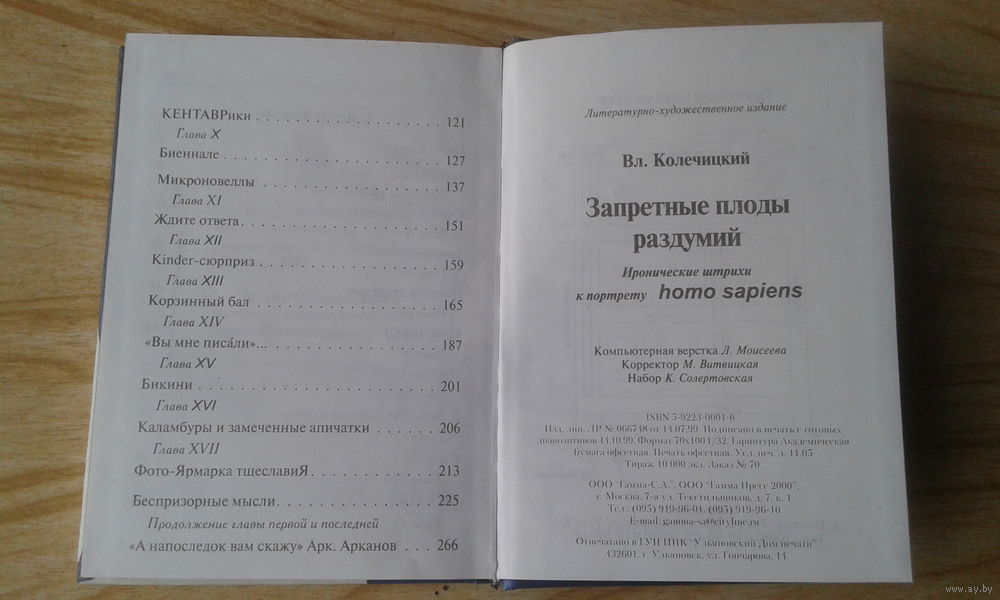 КЕНТАВРики . . . . . . . . . . . . . . . . . . . 121
Глава X
Биеннале . . . . . . . . . . . . . . . . . . . . . 127
Микроновеллы . . . . . . . . . . . . . . . . . 137
Глава XI
Ждите ответа. . . . . . . . . . . . . . . . . . . 151
Глава XII
Kinder-сюрприз . . . . . . . . . . . . . . . . . 159
Глава XIII
Корзинный бал . . . . . . . . . . . . . . . . . 165
Глава XIV
«Вы мне писа́ли»... . . . . . . . . . . . . . . . 187
Глава XV
Бикини . . . . . . . . . . . . . . . . . . . . . . 201
Глава XVI
Каламбуры и замеченные апичатки . . . . . . 206
Глава XVII
Фото-Ярмарка тщеславиЯ. . . . . . . . . . . 213
Беспризорные мысли. . . . . . . . . . . . . . 225
Продолжение главы первой и последней
«А напоследок вам скажу» Арк. Арканов . . . 266
Литературно-художественное издание
Вл. Колечицкий
Запретные плоды
раздумий
Иронические штрихи
к портрету homo sapiens
Компьютерная верстка Л. Моисеева
Корректор М. Витвицкая
Набор К. Солертовская
ISBN 5-9223-0001-6
Изд. лиц. ЛР № 066748 от 14.07.99. Подписано в печать с готовых
диапозитивов 14.10.99. Формат 70х100 1/32. Гарнитура Академическая
Бумага офсетная. Печать офсетная. Усл. печ. л. 14,05
Тираж 10 000 экз. Заказ № 70
ООО "Гамма-С.А.", ООО "Гамма Пресс 2000",
г. Москва, 7-я ул. Текстильщиков, д. 7, к. 1
Тел.: (095) 919-96-01, (095) 919-96-10
E-mail: gamma-sa@cityline.ru
Отпечатано в ГУП ИПК "Ульяновский Дом печати"
432601, г. Ульяновск, ул. Гончарова, 14
www.ay.by